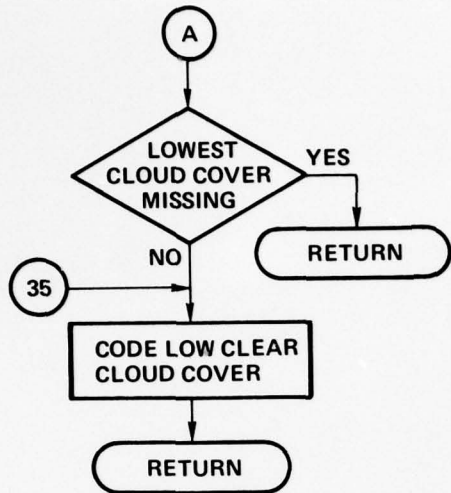 A
LOWEST
CLOUD COVER
MISSING
YES
RETURN
NO
35
CODE LOW CLEAR
CLOUD COVER
RETURN